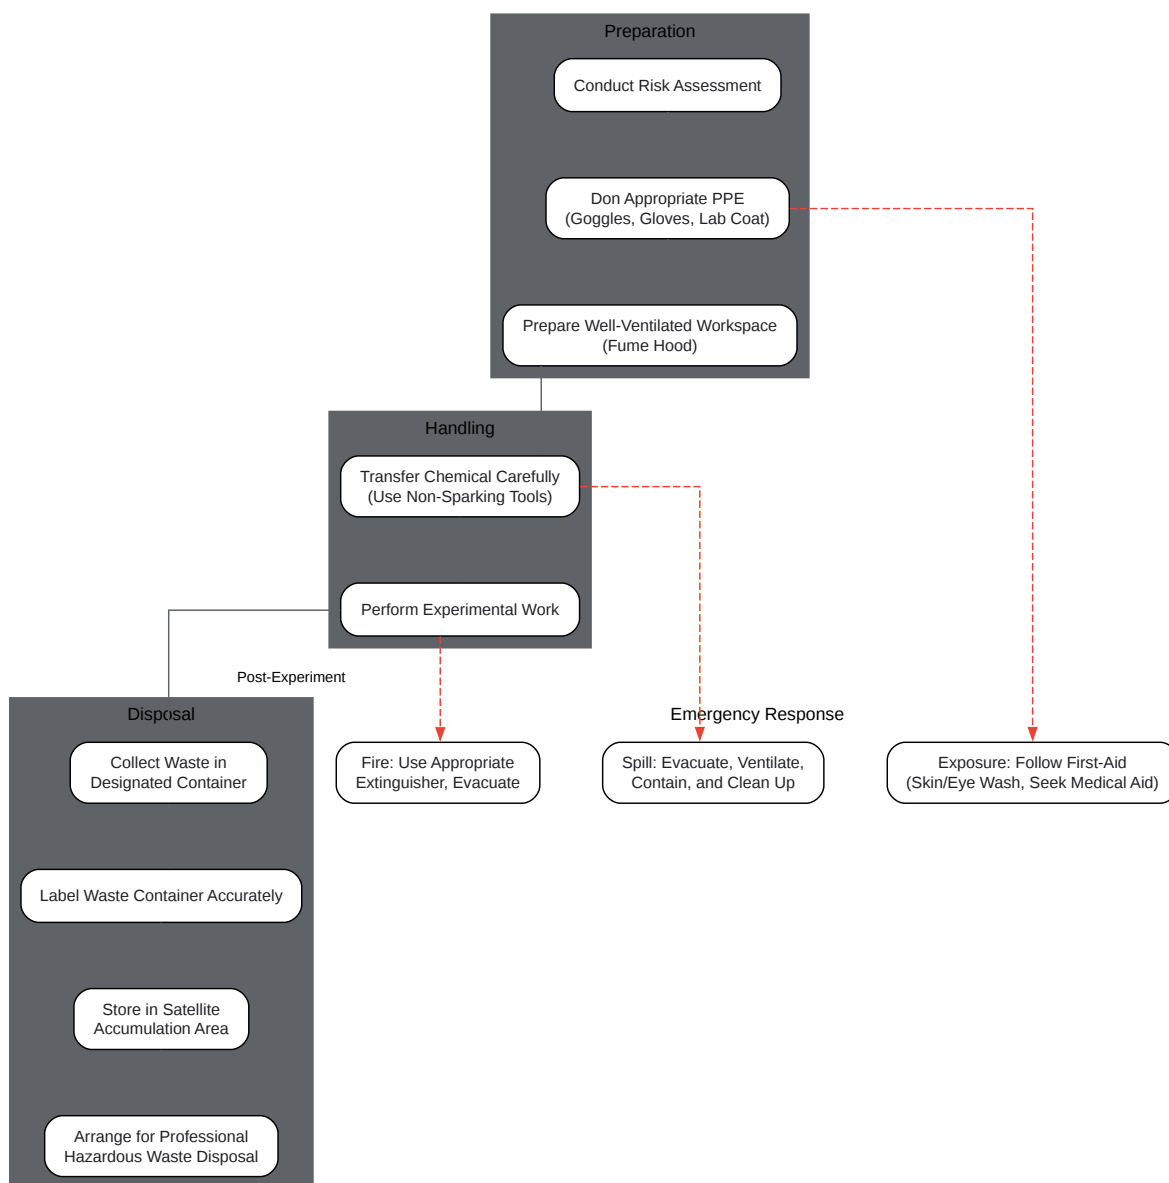 Preparation
Conduct Risk Assessment
Don Appropriate PPE
(Goggles, Gloves, Lab Coat)
Prepare Well-Ventilated Workspace
(Fume Hood)
Handling
Transfer Chemical Carefully
(Use Non-Sparking Tools)
Perform Experimental Work
Post-Experiment
Disposal
Collect Waste in
Designated Container
Label Waste Container Accurately
Store in Satellite
Accumulation Area
Arrange for Professional
Hazardous Waste Disposal
Emergency Response
Fire: Use Appropriate
Extinguisher, Evacuate
Spill: Evacuate, Ventilate,
Contain, and Clean Up
Exposure: Follow First-Aid
(Skin/Eye Wash, Seek Medical Aid)